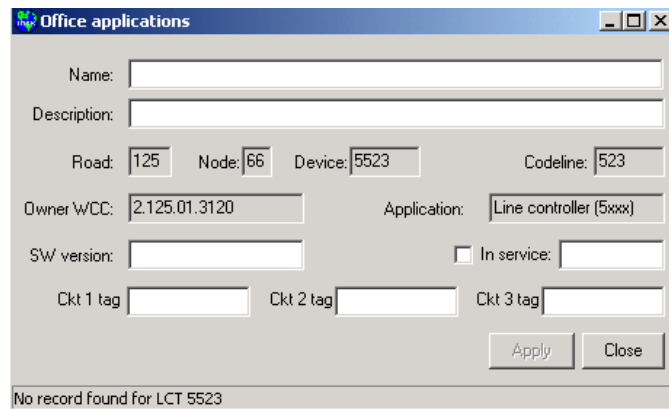 Office applications
Name:
Description:
Road: 125 Node: 66 Device: 5523 Codeline: 523
Owner WCC: 2.125.01.3120 Application: Line controller (5xxx)
SW version: In service:
Ckt 1 tag Ckt 2 tag Ckt 3 tag
Apply Close
No record found for LCT 5523